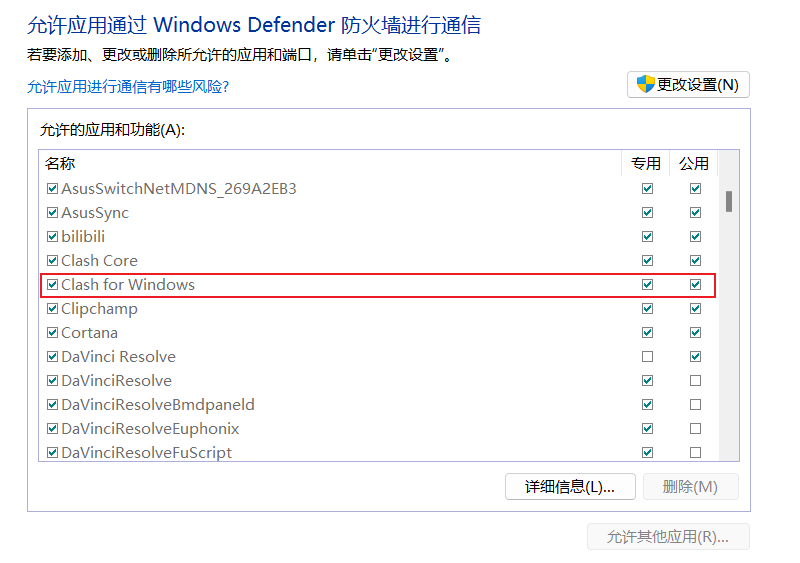 允许应用通过 Windows Defender 防火墙进行通信
若要添加、更改或删除所允许的应用和端口，请单击“更改设置”。
允许应用进行通信有哪些风险?
更改设置(N)
允许的应用和功能(A):
名称 专用 公用
AsusSwitchNetMDNS_269A2EB3
AsusSync
bilibili
Clash Core
Clash for Windows
Clipchamp
Cortana
DaVinci Resolve
DaVinciResolve
DaVinciResolveBmdpaneld
DaVinciResolveEuphonix
DaVinciResolveFuScript
详细信息(L)... 删除(M)
允许其他应用(R)...